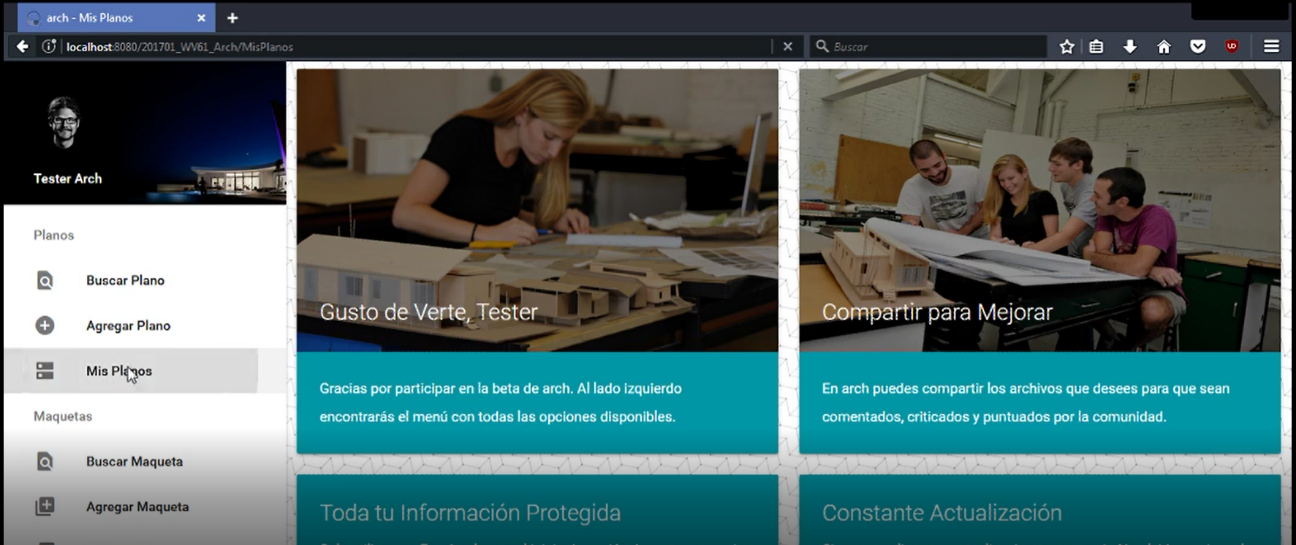 arch - Mis Planos
localhost:8080/201701_WV61_Arch/MisPlanos
Buscar
Tester Arch
Planos
Buscar Plano
Agregar Plano
Mis Planos
Maquetas
Buscar Maqueta
Agregar Maqueta
Gusto de Verte, Tester
Gracias por participar en la beta de arch. Al lado izquierdo
encontrarás el menú con todas las opciones disponibles.
Compartir para Mejorar
En arch puedes compartir los archivos que desees para que sean
comentados, criticados y puntuados por la comunidad.
Toda tu Información Protegida
Constante Actualización